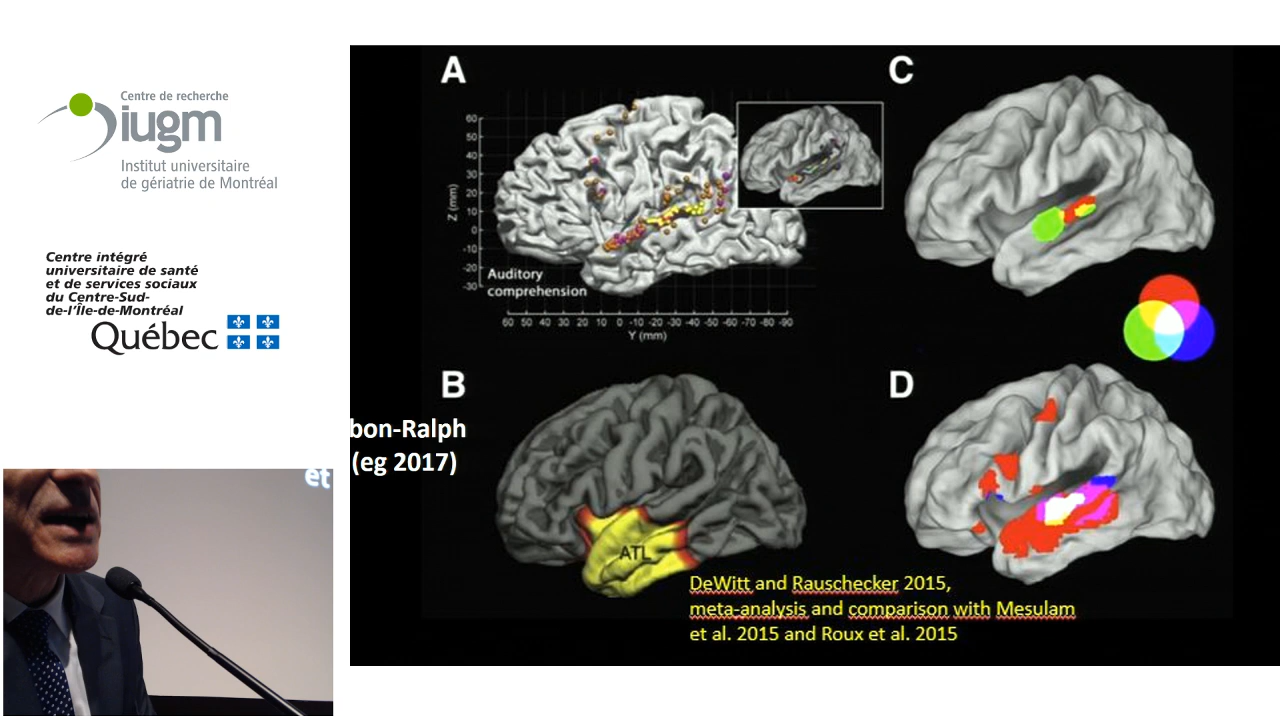 Centre de recherche
iugm
Institut universitaire
de gériatrie de Montréal
Centre intégré
universitaire de santé
et de services sociaux
du Centre-Sud-
de-l'Île-de-Montréal
Québec
et
A
60
50
40
30
20
10
0
-10
-20
-30
Z (mm)
Auditory
comprehension
60 50 40 30 20 10 0 -10 -20 -30 -40 -50 -60 -70 -80 -90
Y (mm)
C
B
bon-Ralph
(eg 2017)
ATL
D
DeWitt and Rauschecker 2015,
meta-analysis and comparison with Mesulam
et al. 2015 and Roux et al. 2015